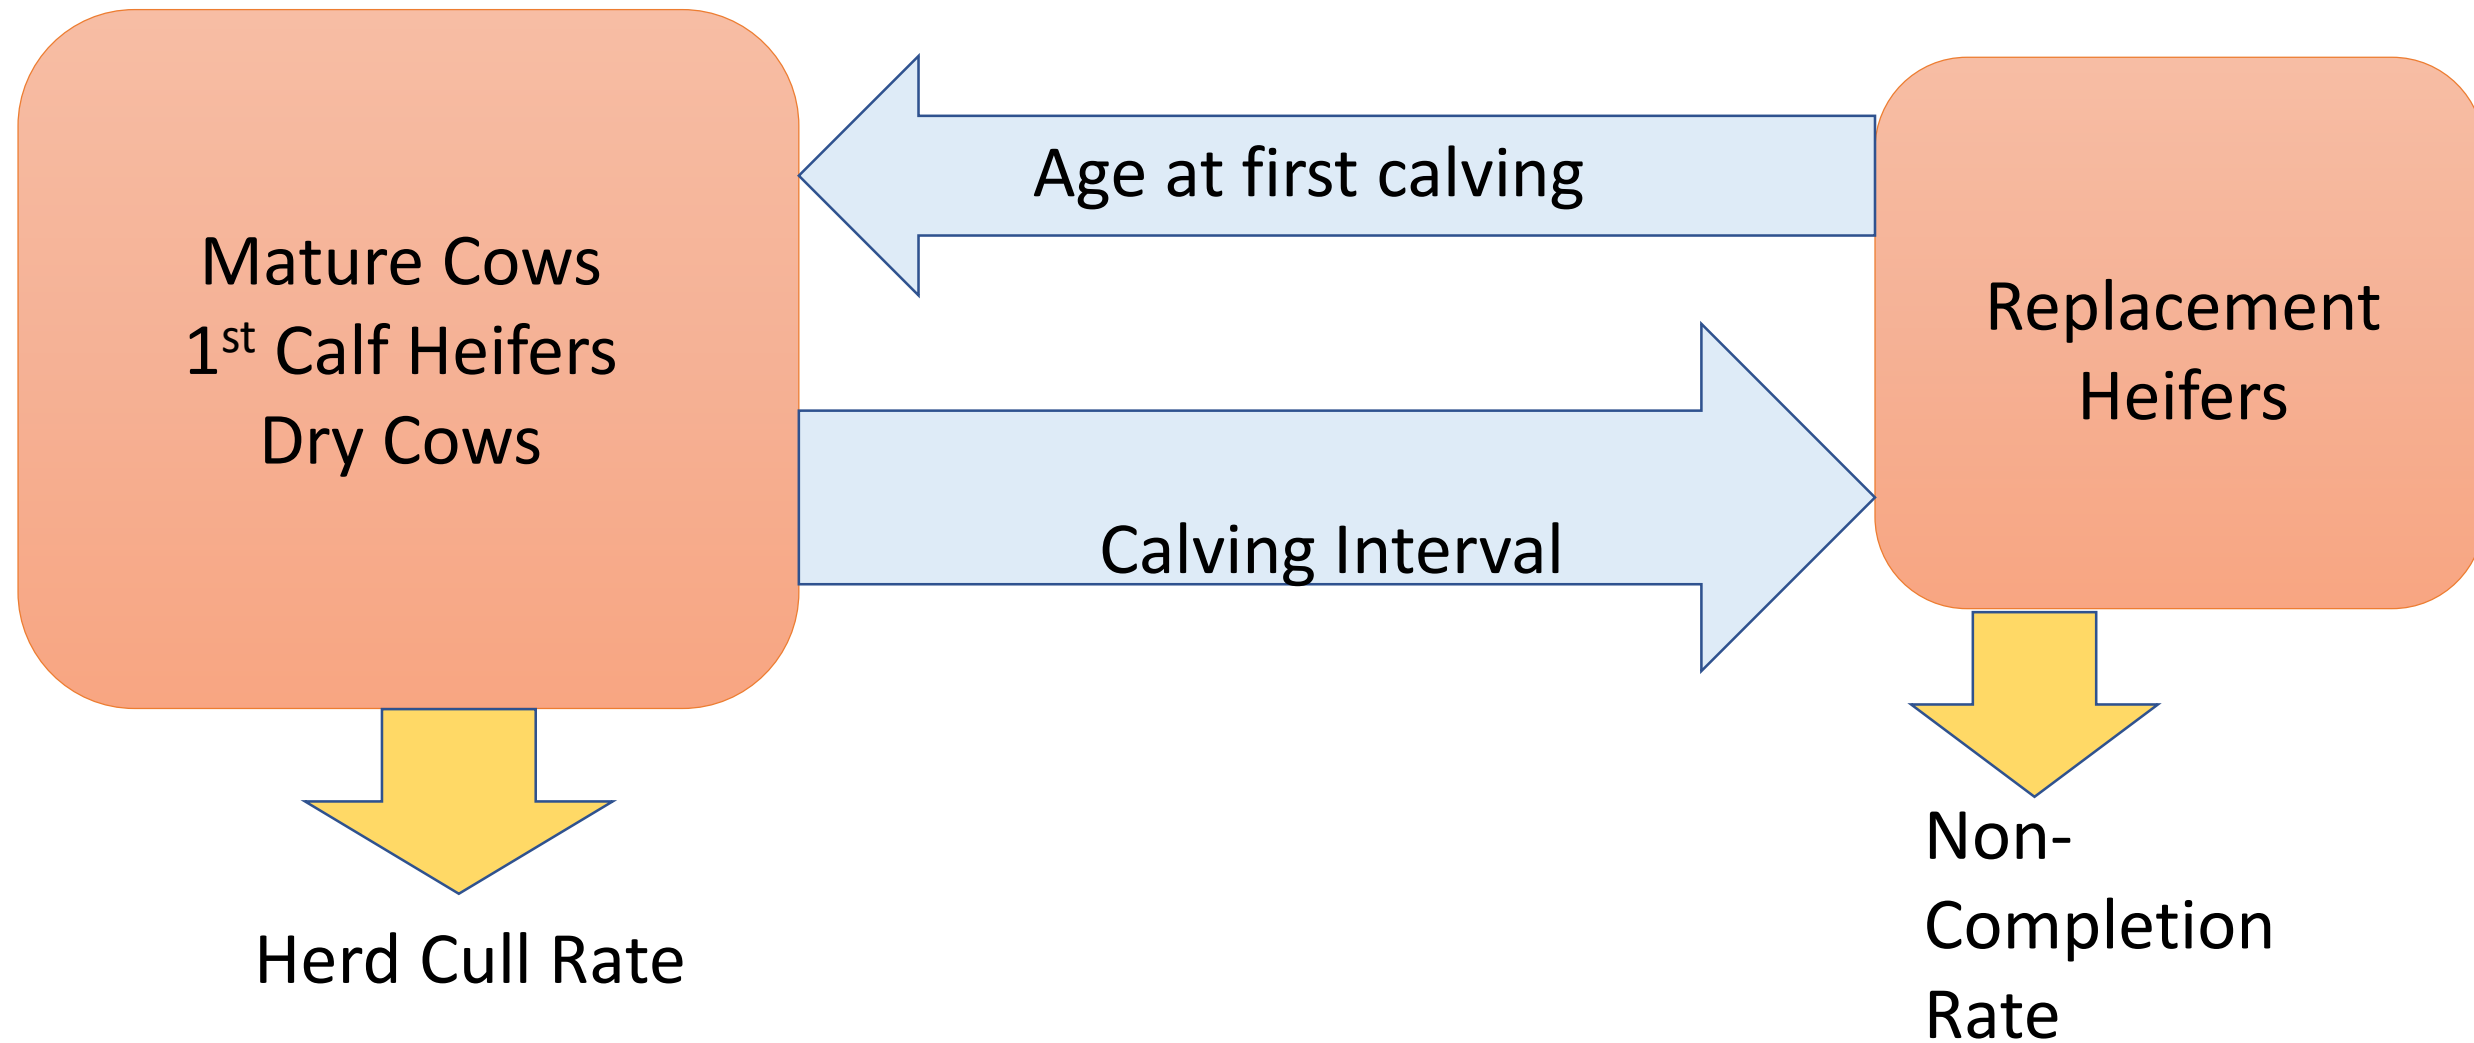 Mature Cows
1st Calf Heifers
Dry Cows
Age at first calving
Calving Interval
Replacement
Heifers
Herd Cull Rate
Non-
Completion
Rate